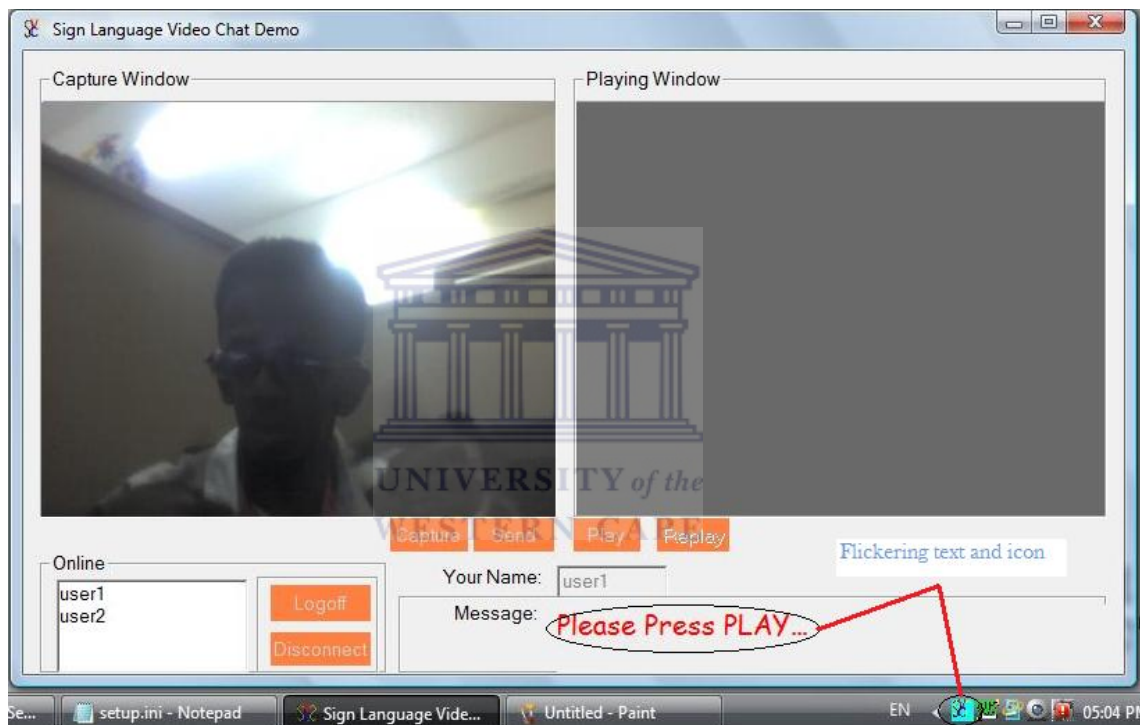 Sign Language Video Chat Demo
Capture Window
Playing Window
UNIVERSITY of the
WESTERN CAPE
Capture Send Play Replay
Flickering text and icon
Online
user1
user2
Logoff
Disconnect
Your Name: user1
Message: Please Press PLAY...
Se... setup.ini - Notepad Sign Language Vide... Untitled - Paint EN 05:04 PM